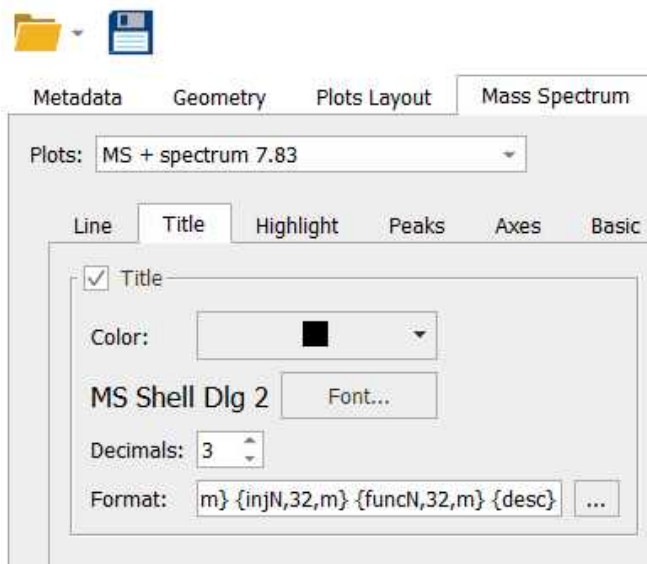 Metadata Geometry Plots Layout Mass Spectrum
Plots: MS + spectrum 7.83
Line Title Highlight Peaks Axes Basic
Title
Color:
MS Shell Dlg 2 Font...
Decimals: 3
Format: m} {injN,32,m} {funcN,32,m} {desc} ...